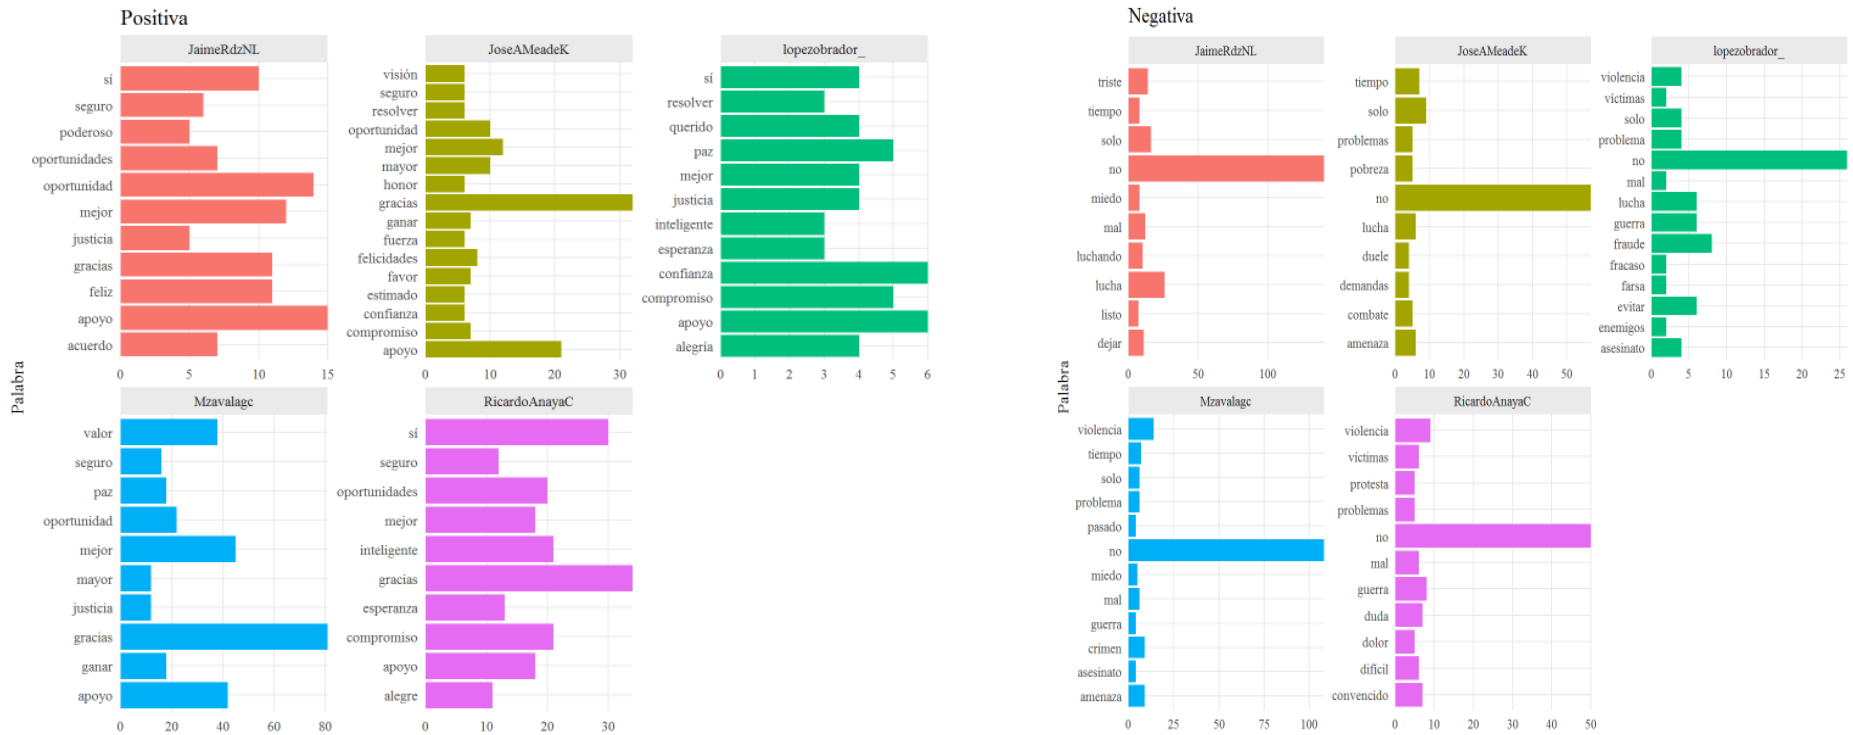 Positiva
JaimeRdzNL
sí
seguro
poderoso
oportunidades
oportunidad
mejor
justicia
gracias
feliz
apoyo
acuerdo
0 5 10 15
JoseAMeadeK
visión
seguro
resolver
oportunidad
mejor
mayor
honor
gracias
ganar
fuerza
felicidades
favor
estimado
confianza
compromiso
apoyo
0 10 20 30
lopezobrador_
sí
resolver
querido
paz
mejor
justicia
inteligente
esperanza
confianza
compromiso
apoyo
alegría
0 1 2 3 4 5 6
Palabra
Mzavalagc
valor
seguro
paz
oportunidad
mejor
mayor
justicia
gracias
ganar
apoyo
0 20 40 60 80
RicardoAnayaC
sí
seguro
oportunidades
mejor
inteligente
gracias
esperanza
compromiso
apoyo
alegre
0 10 20 30
Negativa
JaimeRdzNL
triste
tiempo
solo
no
miedo
mal
luchando
lucha
listo
dejar
0 50 100
JoseAMeadeK
tiempo
solo
problemas
pobreza
no
lucha
duele
demandas
combate
amenaza
0 10 20 30 40 50
lopezobrador_
violencia
víctimas
solo
problema
no
mal
lucha
guerra
fraude
fracaso
farsa
evitar
enemigos
asesinato
0 5 10 15 20 25
Palabra
Mzavalagc
violencia
tiempo
solo
problema
pasado
no
miedo
mal
guerra
crimen
asesinato
amenaza
0 25 50 75 100
RicardoAnayaC
violencia
víctimas
protesta
problemas
no
mal
guerra
duda
dolor
difícil
convencido
0 10 20 30 40 50